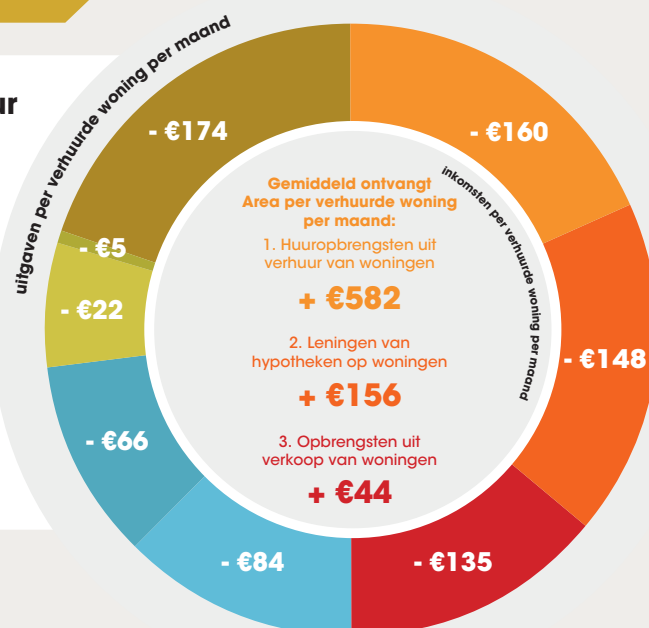 ur
uitgaven per verhuurde woning per maand
- €174
- €160
inkomsten per verhuurde woning per maand
Gemiddeld ontvangt
Area per verhuurde woning
per maand:
1. Huuropbrengsten uit
verhuur van woningen
+ €582
2. Leningen van
hypotheken op woningen
+ €156
3. Opbrengsten uit
verkoop van woningen
+ €44
- €5
- €22
- €148
- €66
- €84
- €135